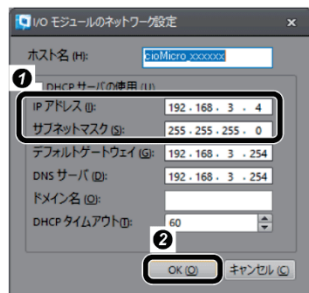 I/O モジュールのネットワーク設定
ホスト名 (H): cioMicro_xxxxxx
1
DHCP サーバの使用 (U)
IP アドレス (I): 192 . 168 . 3 . 4
サブネットマスク (S): 255 . 255 . 255 . 0
デフォルトゲートウェイ (G): 192 . 168 . 3 . 254
DNS サーバ (D): 192 . 168 . 3 . 254
ドメイン名 (O):
DHCP タイムアウト(T): 60
2
OK (O) キャンセル (C)